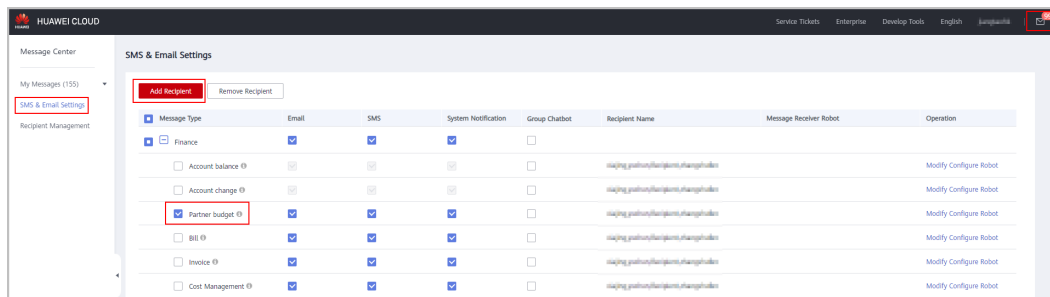 HUAWEI
HUAWEI CLOUD
Service Tickets Enterprise Develop Tools English
Message Center
SMS & Email Settings
My Messages (155)
SMS & Email Settings
Recipient Management
Add Recipient Remove Recipient
Message Type Email SMS System Notification Group Chatbot Recipient Name Message Receiver Robot Operation
Finance
Account balance Modify Configure Robot
Account change Modify Configure Robot
Partner budget Modify Configure Robot
Bill Modify Configure Robot
Invoice Modify Configure Robot
Cost Management Modify Configure Robot